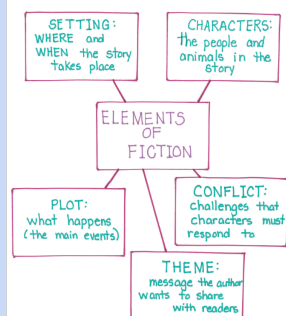 SETTING:
WHERE and
WHEN the story
takes place
CHARACTERS:
the people and
animals in the
story
ELEMENTS
OF
FICTION
PLOT:
what happens
(the main events)
CONFLICT:
challenges that
characters must
respond to
THEME:
message the author
wants to share
with readers